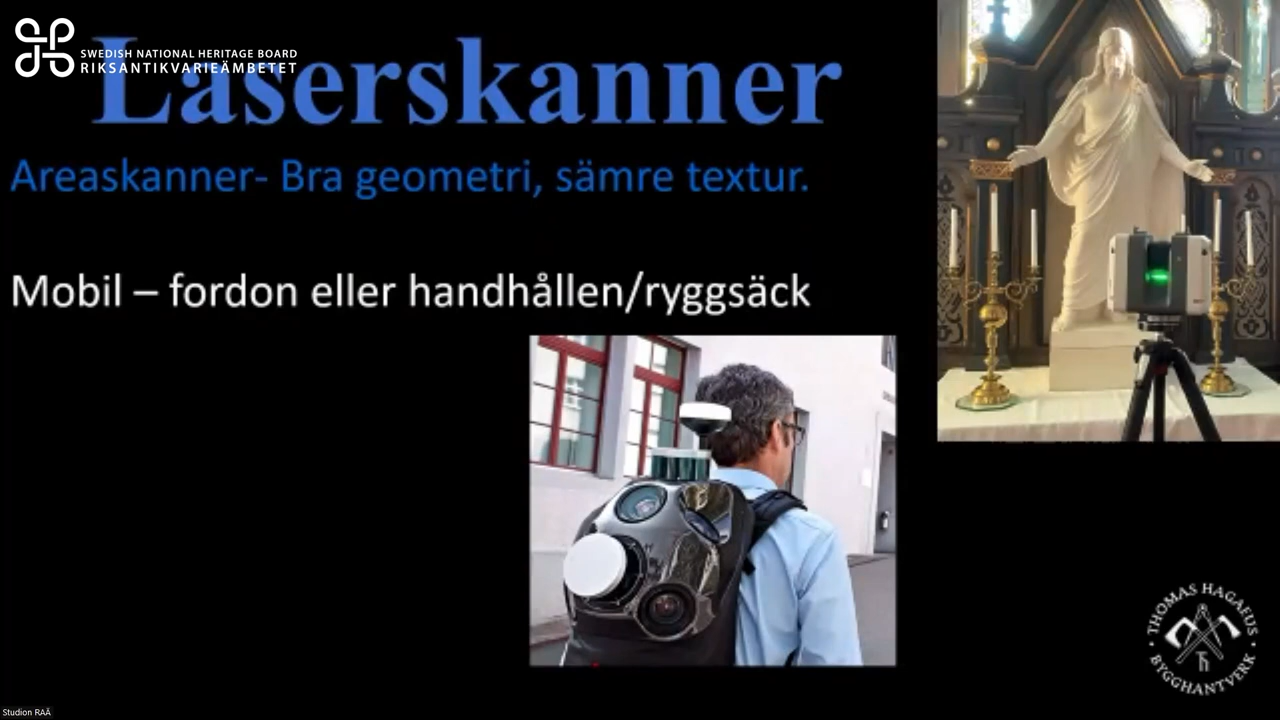 SWEDISH NATIONAL HERITAGE BOARD
RIKSANTIKVARIEÄMBETET
Laserskanner
Areaskanner- Bra geometri, sämre textur.
Mobil – fordon eller handhållen/ryggsäck
THOMAS HAGAEUS
BYGGHANTVERK
Studion RAÄ